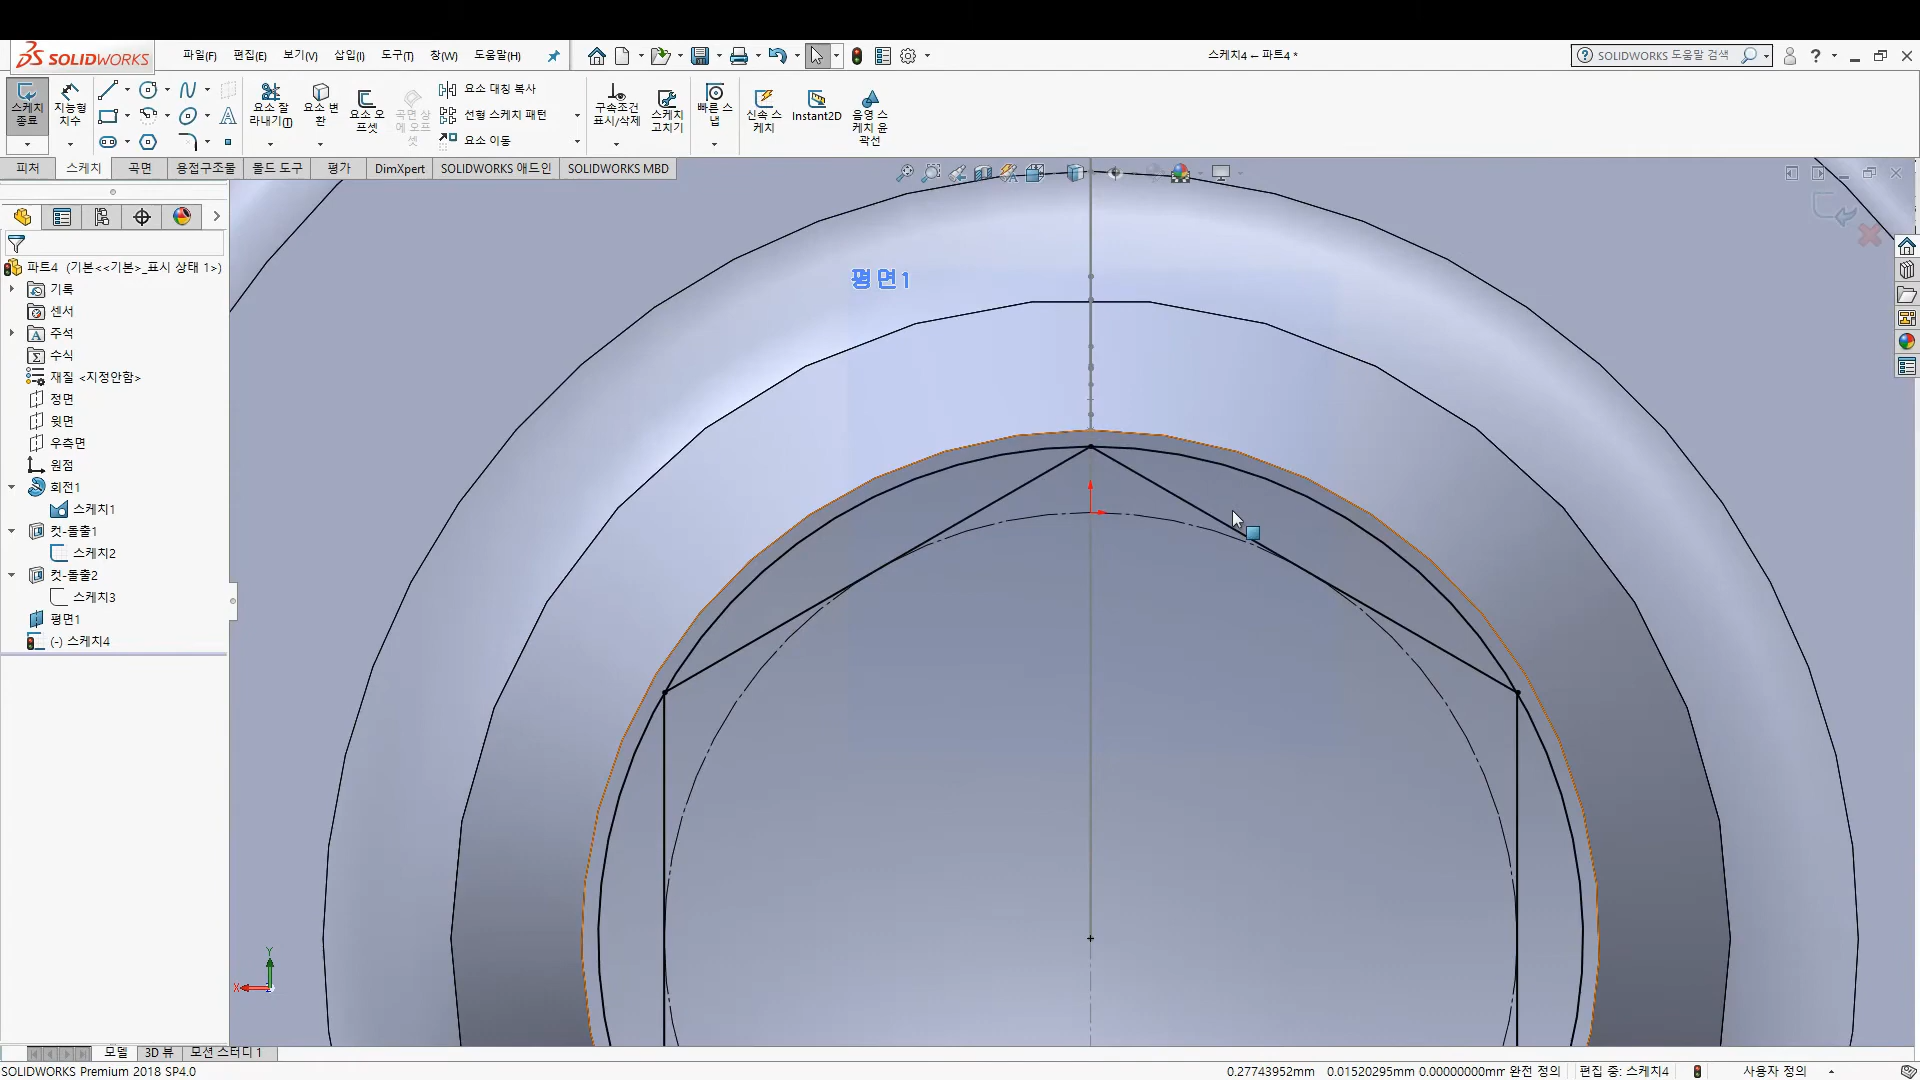 SOLIDWORKS
파일(F) 편집(E) 보기(V) 삽입(I) 도구(T) 창(W) 도움말(H)
스케치4 ← 파트4 *
SOLIDWORKS 도움말 검색
스케치 종료
지능형 치수
요소 잘라내기(T)
요소 변환
요소 오프셋
곡면 상에 오프셋
요소 대칭 복사
선형 스케치 패턴
요소 이동
구속조건 표시/삭제
스케치 고치기
빠른 스냅
신속 스케치
Instant2D
음영 스케치 윤곽선
피처 스케치 곡면 용접구조물 몰드 도구 평가 DimXpert SOLIDWORKS 애드인 SOLIDWORKS MBD
파트4 (기본<<기본>_표시 상태 1>)
기록
센서
주석
수식
재질 <지정안함>
정면
윗면
우측면
원점
회전1
스케치1
컷-돌출1
스케치2
컷-돌출2
스케치3
평면1
(-) 스케치4
평면1
Y
X
모델 3D 뷰 모션 스터디 1
SOLIDWORKS Premium 2018 SP4.0
0.27743952mm 0.01520295mm 0.00000000mm 완전 정의 편집 중: 스케치4 사용자 정의